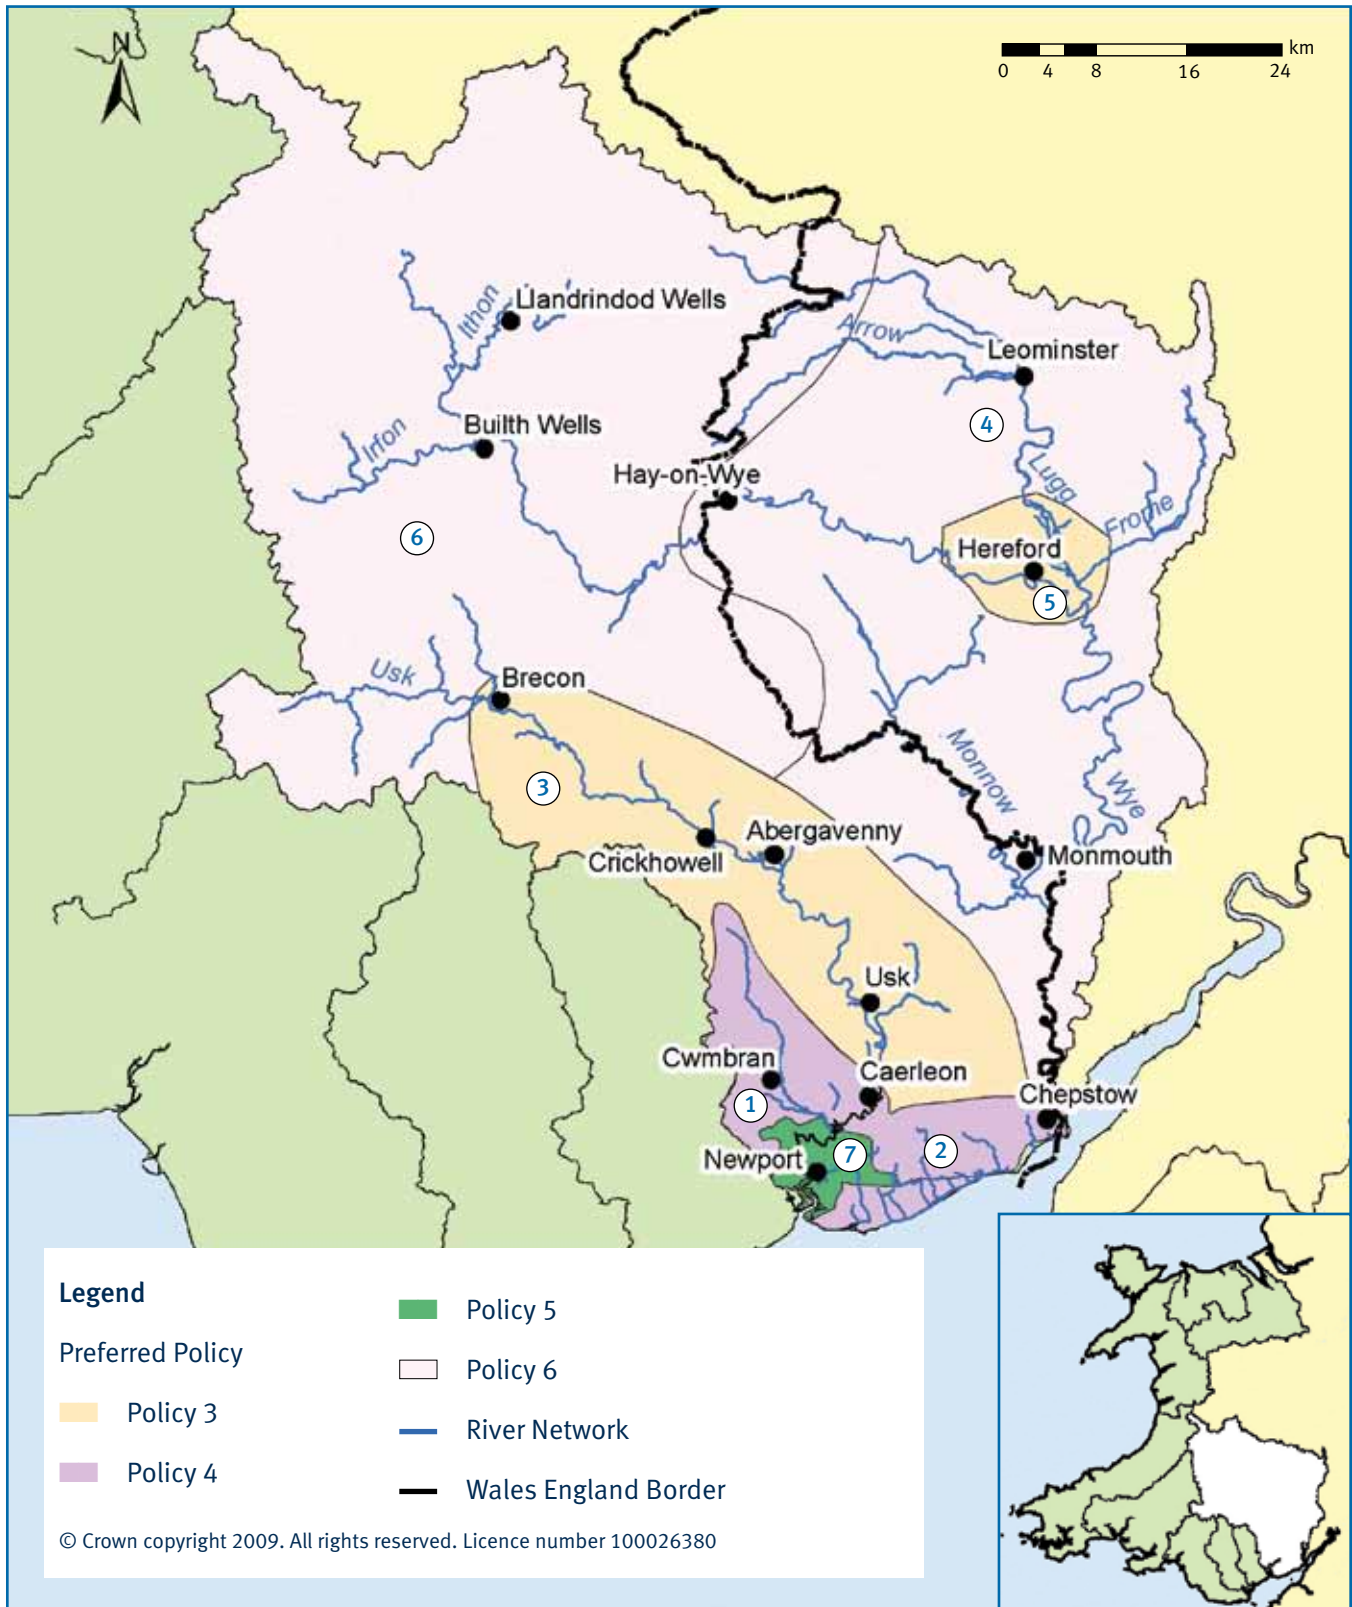 N
km
0 4 8 16 24
Llandrindod Wells
Ithon
Arrow
Leominster
4
Builth Wells
Irfon
Hay-on-Wye
Lugg
Frome
6
Hereford
5
Usk
Brecon
3
Monnow
Wye
Abergavenny
Crickhowell
Monmouth
Usk
Cwmbran
Caerleon
Chepstow
1
2
7
Newport
Legend
Preferred Policy
Policy 3
Policy 4
Policy 5
Policy 6
River Network
Wales England Border
© Crown copyright 2009. All rights reserved. Licence number 100026380